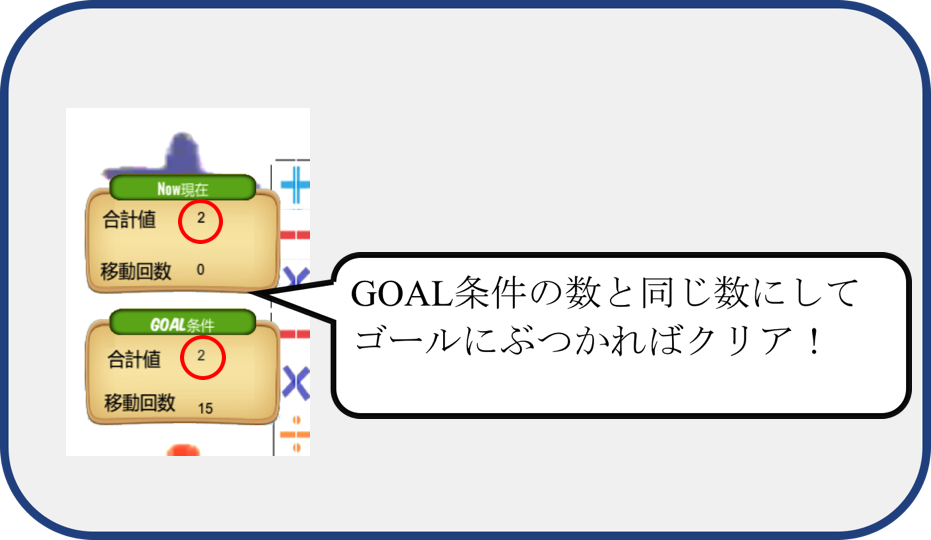 Now現在
合計値 2
移動回数 0
GOAL条件
合計値 2
移動回数 15
GOAL条件の数と同じ数にして
ゴールにぶつかればクリア！